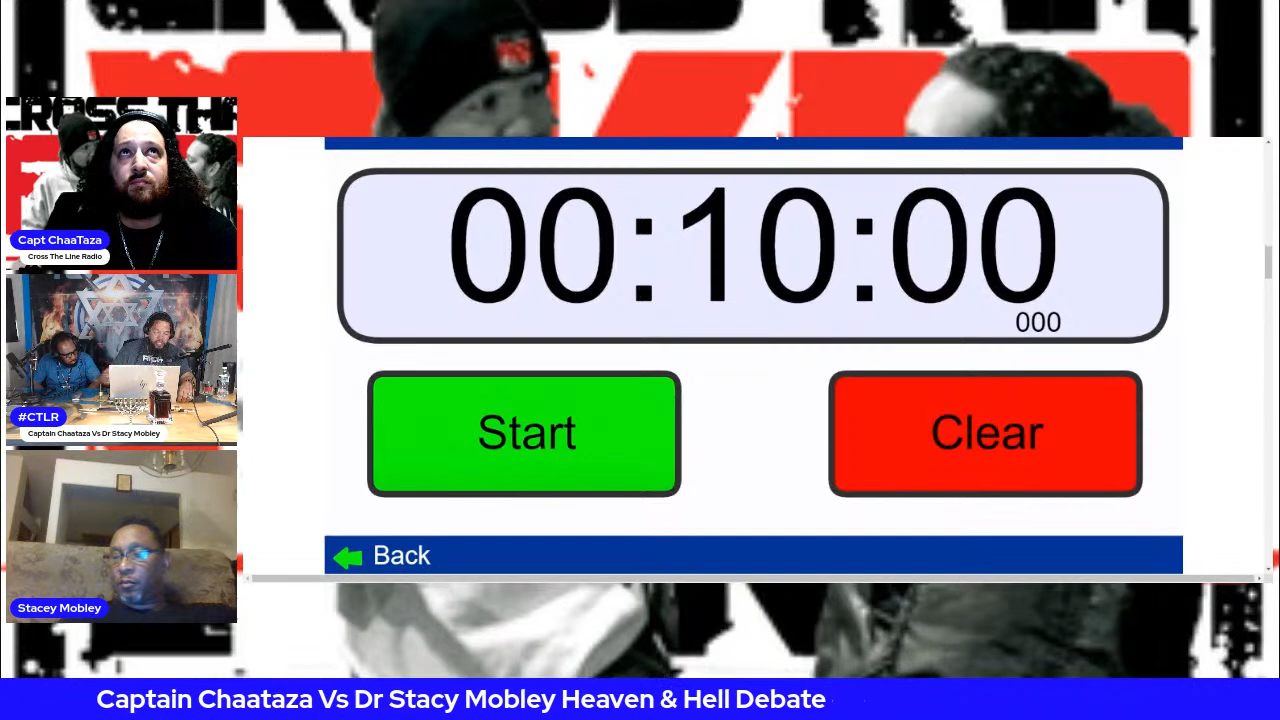 CROSS THR
Capt ChaaTaza
Cross The Line Radio
#CTLR
Captain Chaataza Vs Dr Stacy Mobley
Stacey Mobley
00:10:00
000
Start
Clear
Back
Captain Chaataza Vs Dr Stacy Mobley Heaven & Hell Debate